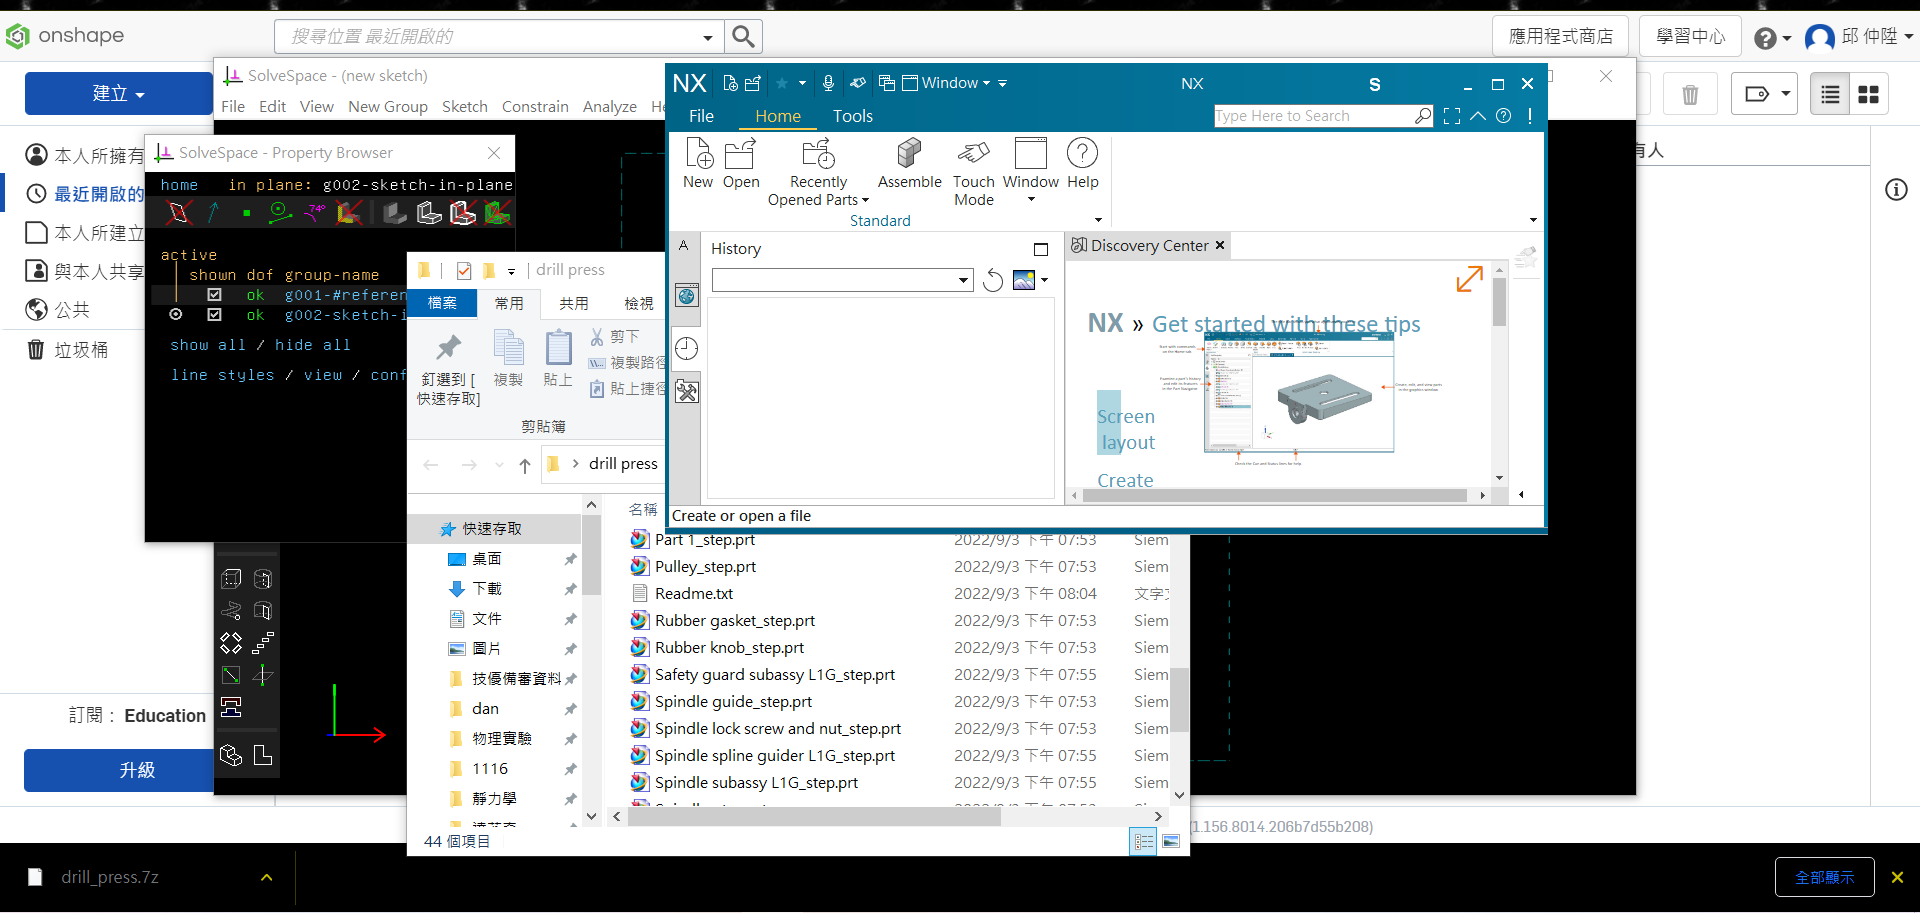 onshape
搜尋位置 最近開啟的
應用程式商店
學習中心
邱 仲陞
建立
本人所擁有
最近開啟的
本人所建立
與本人共享
公共
垃圾桶
訂閱： Education
升級
有人
SolveSpace - (new sketch)
File Edit View New Group Sketch Constrain Analyze He
SolveSpace - Property Browser
home in plane: g002-sketch-in-plane
74°
active
shown dof group-name
ok g001-#referen
ok g002-sketch-i
show all / hide all
line styles / view / conf
drill press
檔案 常用 共用 檢視
釘選到 [
快速存取]
複製
貼上
剪下
複製路徑
貼上捷徑
剪貼簿
drill press
名稱
快速存取
桌面
下載
文件
圖片
技優備審資料
dan
物理實驗
1116
靜力學
Part 1_step.prt 2022/9/3 下午 07:53 Siem
Pulley_step.prt 2022/9/3 下午 07:53 Siem
Readme.txt 2022/9/3 下午 08:04 文字文
Rubber gasket_step.prt 2022/9/3 下午 07:53 Siem
Rubber knob_step.prt 2022/9/3 下午 07:53 Siem
Safety guard subassy L1G_step.prt 2022/9/3 下午 07:55 Siem
Spindle guide_step.prt 2022/9/3 下午 07:53 Siem
Spindle lock screw and nut_step.prt 2022/9/3 下午 07:53 Siem
Spindle spline guider L1G_step.prt 2022/9/3 下午 07:55 Siem
Spindle subassy L1G_step.prt 2022/9/3 下午 07:55 Siem
44 個項目
NX Window NX S
File Home Tools
Type Here to Search
New
Open
Recently
Opened Parts
Assemble
Touch
Mode
Window
Help
Standard
A
History
Discovery Center
NX » Get started with these tips
Screen
layout
Create
Create or open a file
(1.156.8014.206b7d55b208)
drill_press.7z
全部顯示